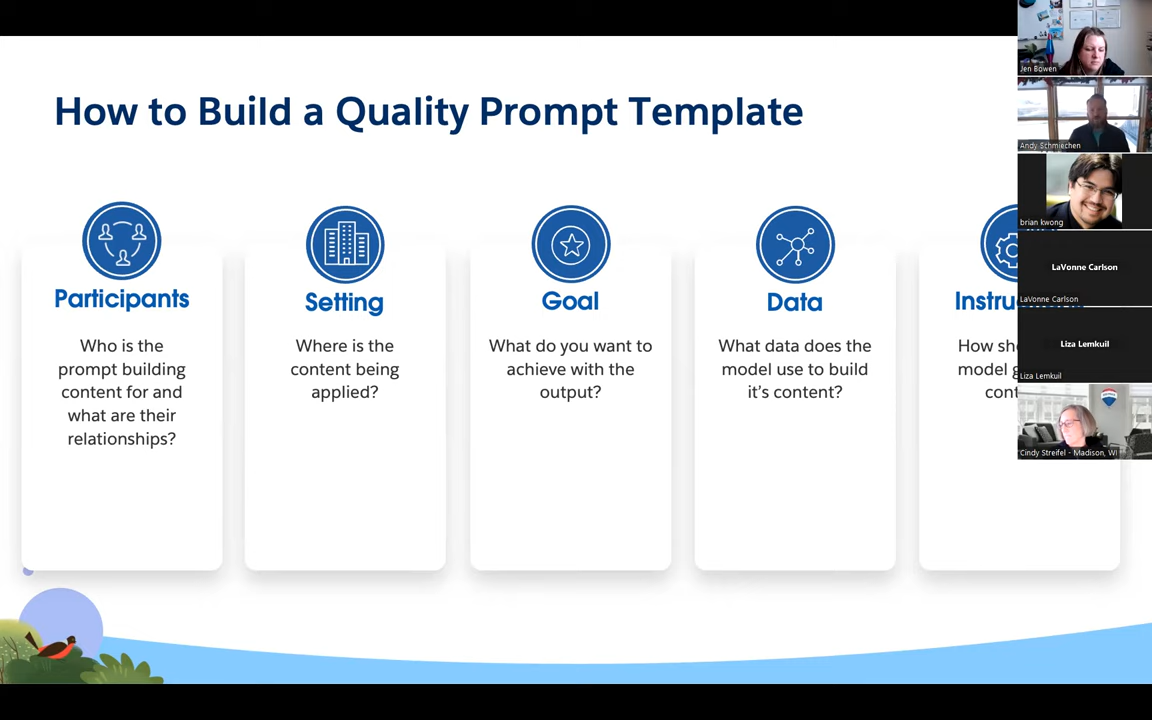 How to Build a Quality Prompt Template
Participants
Who is the
prompt building
content for and
what are their
relationships?
Setting
Where is the
content being
applied?
Goal
What do you want to
achieve with the
output?
Data
What data does the
model use to build
it's content?
How
Jen Bowen
Andy Schmiechen
brian kwong
LaVonne Carlson
LaVonne Carlson
Liza Lemkuil
Liza Lemkuil
Cindy Streifel - Madison, WI